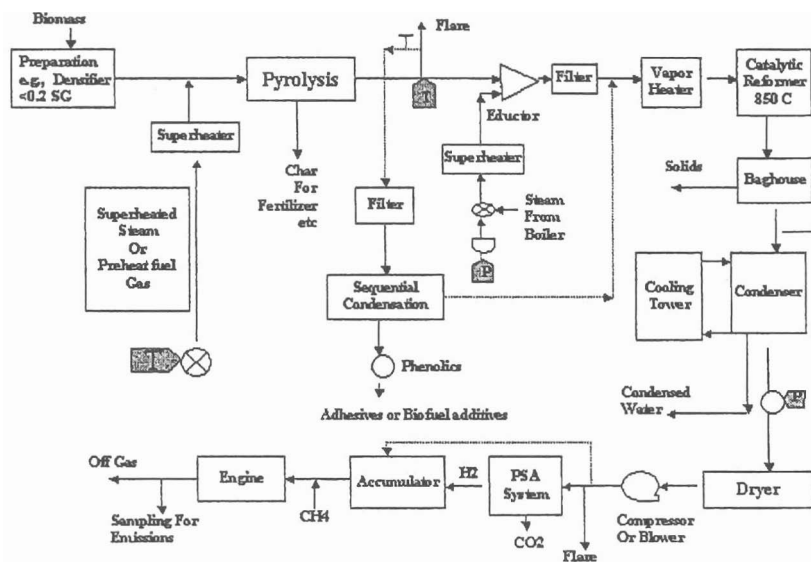 Biomass
Preparation
e.g., Densifier
<0.2 SG
Pyrolysis
T
Flare
T
Eductor
Filter
Vapor
Heater
Catalytic
Reformer
850 C
Superheater
Char
For
Fertilizer
etc
Superheater
Solids
Baghouse
Superheated
Steam
Or
Preheat fuel
Gas
Filter
Steam
From
Boiler
P
Sequential
Condensation
Cooling
Tower
Condenser
T
Phenolics
Adhesives or Biofuel additives
Condensed
Water
P
Off Gas
Engine
Accumulator
H2
PSA
System
Dryer
Sampling For
Emissions
CH4
CO2
Flare
Compressor
Or Blower